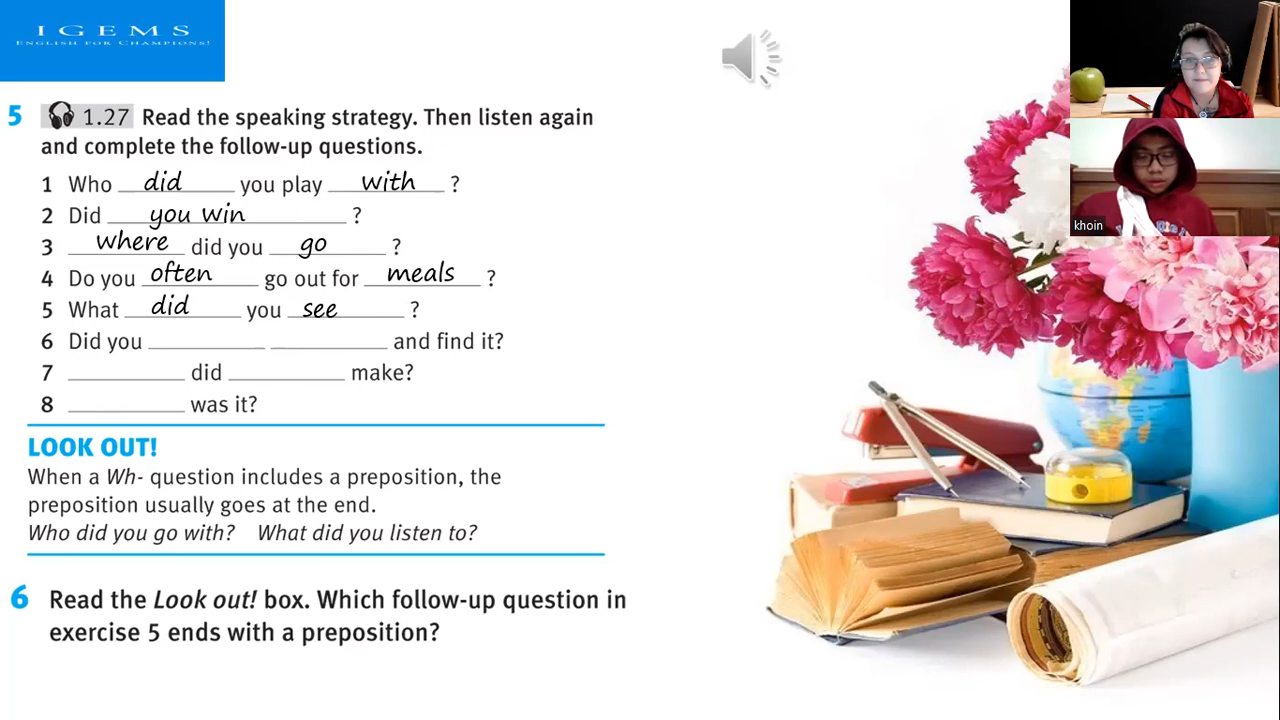 IGEMS
ENGLISH FOR CHAMPIONS!
5 1.27 Read the speaking strategy. Then listen again
and complete the follow-up questions.
1 Who did you play with ?
2 Did you win ?
3 where did you go ?
4 Do you often go out for meals ?
5 What did you see ?
6 Did you ________ ________ and find it?
7 ________ did ________ make?
8 ________ was it?
LOOK OUT!
When a Wh- question includes a preposition, the
preposition usually goes at the end.
Who did you go with? What did you listen to?
6 Read the Look out! box. Which follow-up question in
exercise 5 ends with a preposition?
khoin